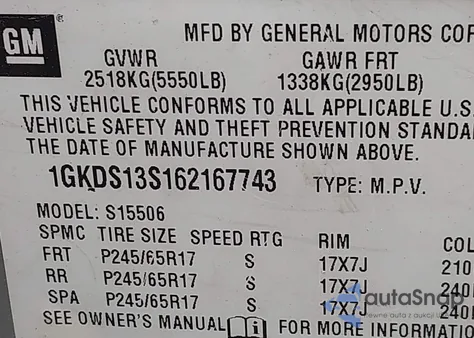 GM
MFD BY GENERAL MOTORS COR
GVWR GAWR FRT
2518KG(5550LB) 1338KG(2950LB)
THIS VEHICLE CONFORMS TO ALL APPLICABLE U.S.
VEHICLE SAFETY AND THEFT PREVENTION STANDA
THE DATE OF MANUFACTURE SHOWN ABOVE.
1GKDS13S162167743 TYPE: M.P.V.
MODEL: S15506
SPMC TIRE SIZE SPEED RTG RIM COL
FRT P245/65R17 S 17X7J 210
RR P245/65R17 S 17X7J 240
SPA P245/65R17 S 17X7J 240
SEE OWNER'S MANUAL FOR MORE INFORMATIO
autoSnap